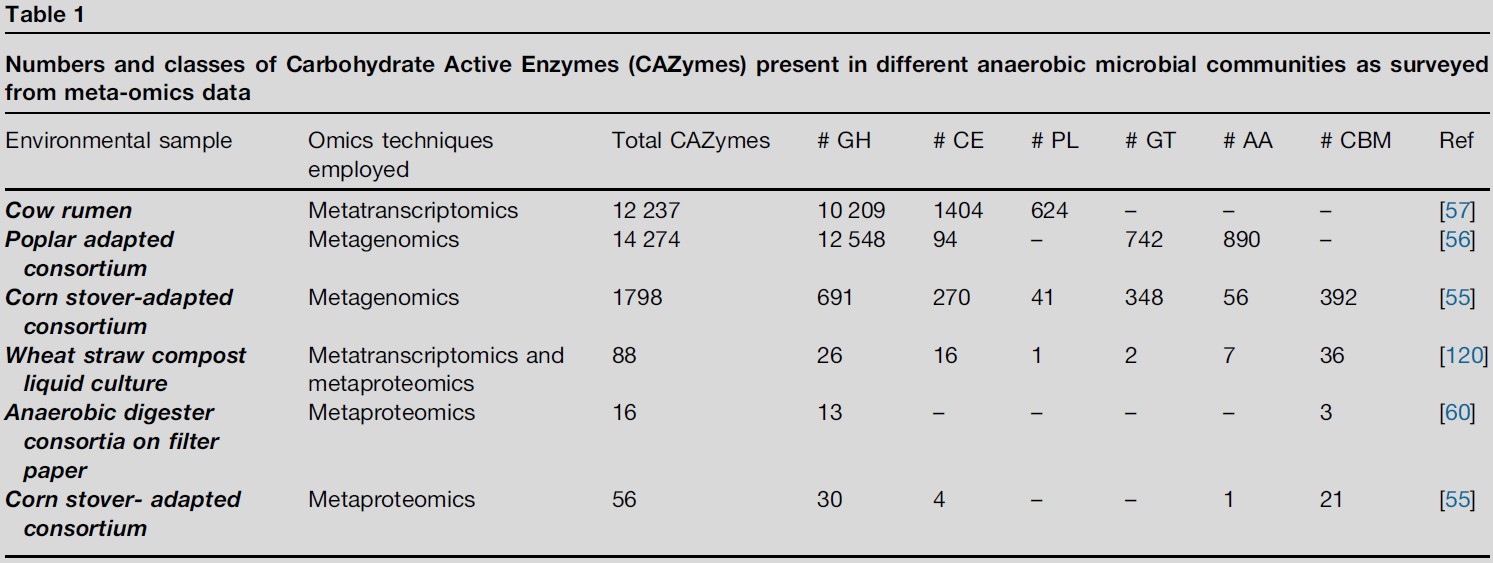 Table 1
Numbers and classes of Carbohydrate Active Enzymes (CAZymes) present in different anaerobic microbial communities as surveyed
from meta-omics data
Environmental sample Omics techniques employed Total CAZymes # GH # CE # PL # GT # AA # CBM Ref
Cow rumen Metatranscriptomics 12 237 10 209 1404 624 – – – [57]
Poplar adapted consortium Metagenomics 14 274 12 548 94 – 742 890 – [56]
Corn stover-adapted consortium Metagenomics 1798 691 270 41 348 56 392 [55]
Wheat straw compost liquid culture Metatranscriptomics and metaproteomics 88 26 16 1 2 7 36 [120]
Anaerobic digester consortia on filter paper Metaproteomics 16 13 – – – – 3 [60]
Corn stover- adapted consortium Metaproteomics 56 30 4 – – 1 21 [55]